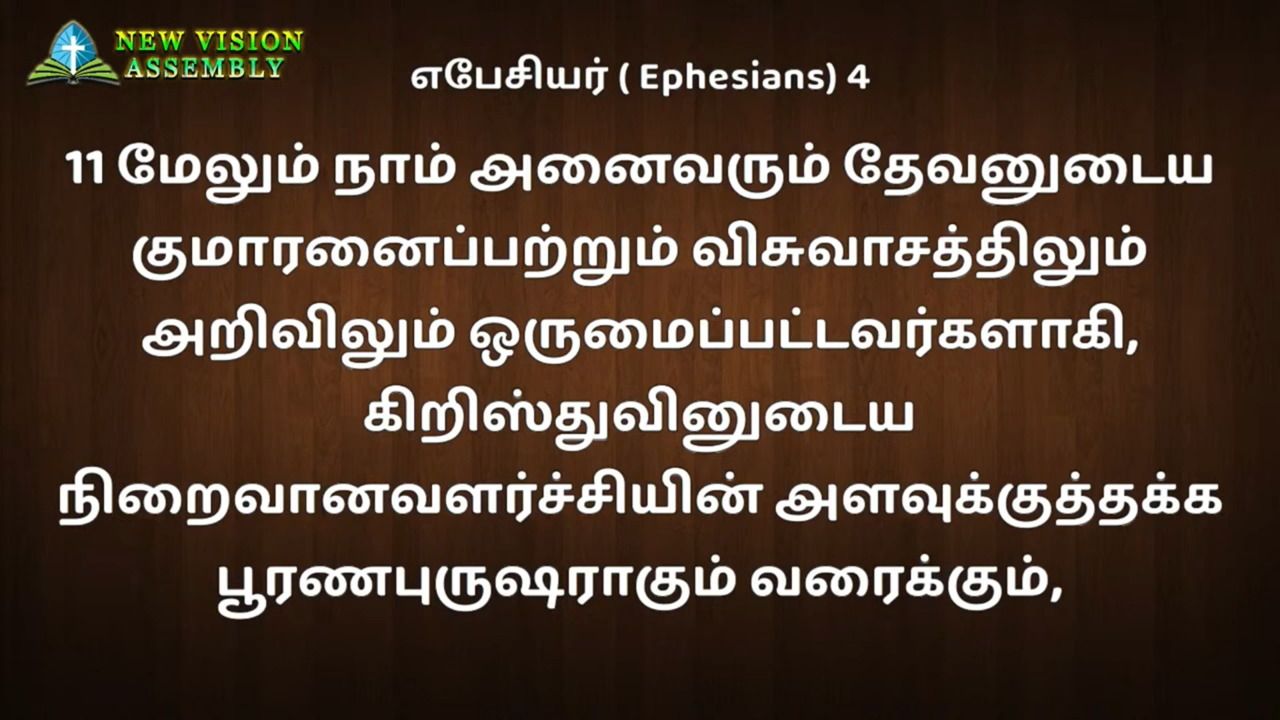 NEW VISION
ASSEMBLY
எபேசியர் ( Ephesians) 4
11 மேலும் நாம் அனைவரும் தேவனுடைய
குமாரனைப்பற்றும் விசுவாசத்திலும்
அறிவிலும் ஒருமைப்பட்டவர்களாகி,
கிறிஸ்துவினுடைய
நிறைவானவளர்ச்சியின் அளவுக்குத்தக்க
பூரணபுருஷராகும் வரைக்கும்,